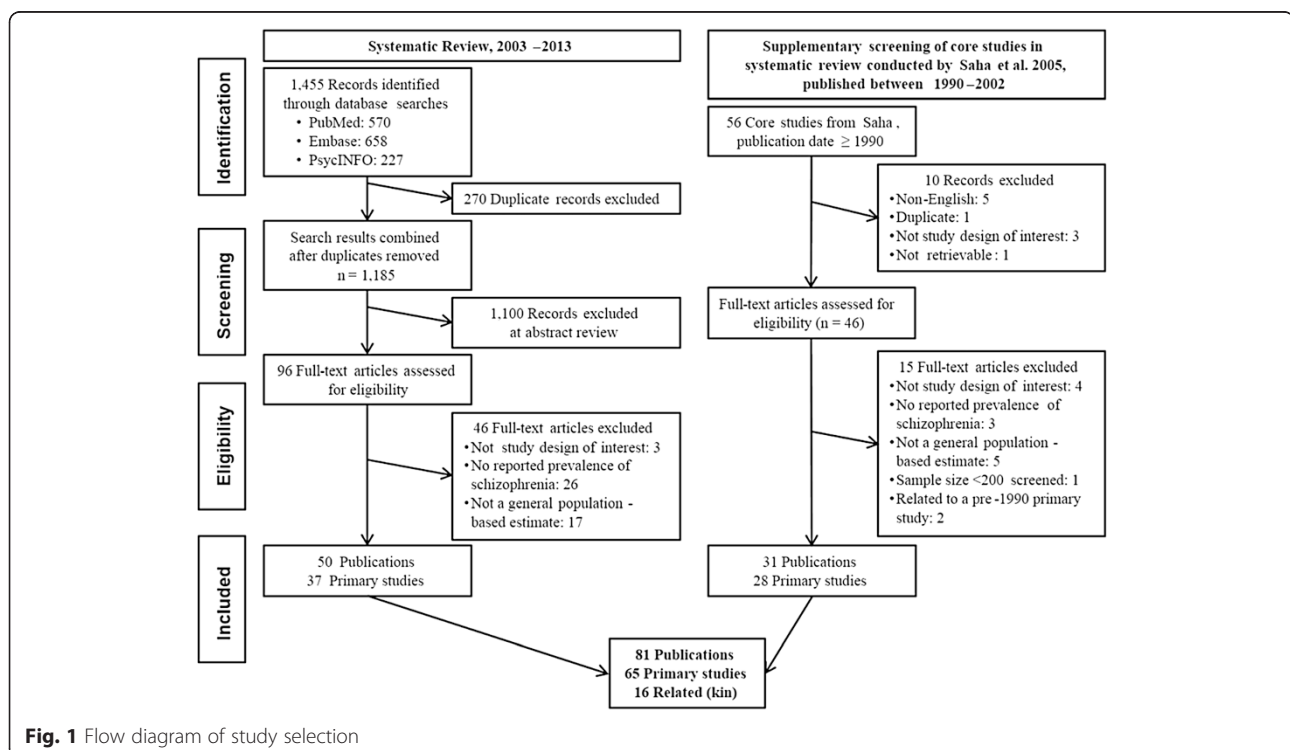 Systematic Review, 2003 –2013
1,455 Records identified
through database searches
• PubMed: 570
• Embase: 658
• PsycINFO: 227
270 Duplicate records excluded
Search results combined
after duplicates removed
n = 1,185
1,100 Records excluded
at abstract review
96 Full-text articles assessed
for eligibility
46 Full-text articles excluded
•Not study design of interest: 3
•No reported prevalence of
schizophrenia: 26
•Not a general population -
based estimate: 17
50 Publications
37 Primary studies
Supplementary screening of core studies in
systematic review conducted by Saha et al. 2005,
published between 1990–2002
56 Core studies from Saha ,
publication date ≥ 1990
10 Records excluded
•Non-English: 5
•Duplicate: 1
•Not study design of interest: 3
•Not retrievable : 1
Full-text articles assessed for
eligibility (n = 46)
15 Full-text articles excluded
•Not study design of interest: 4
•No reported prevalence of
schizophrenia: 3
•Not a general population -
based estimate: 5
•Sample size <200 screened: 1
•Related to a pre -1990 primary
study: 2
31 Publications
28 Primary studies
81 Publications
65 Primary studies
16 Related (kin)
Identification
Screening
Eligibility
Included
Fig. 1 Flow diagram of study selection